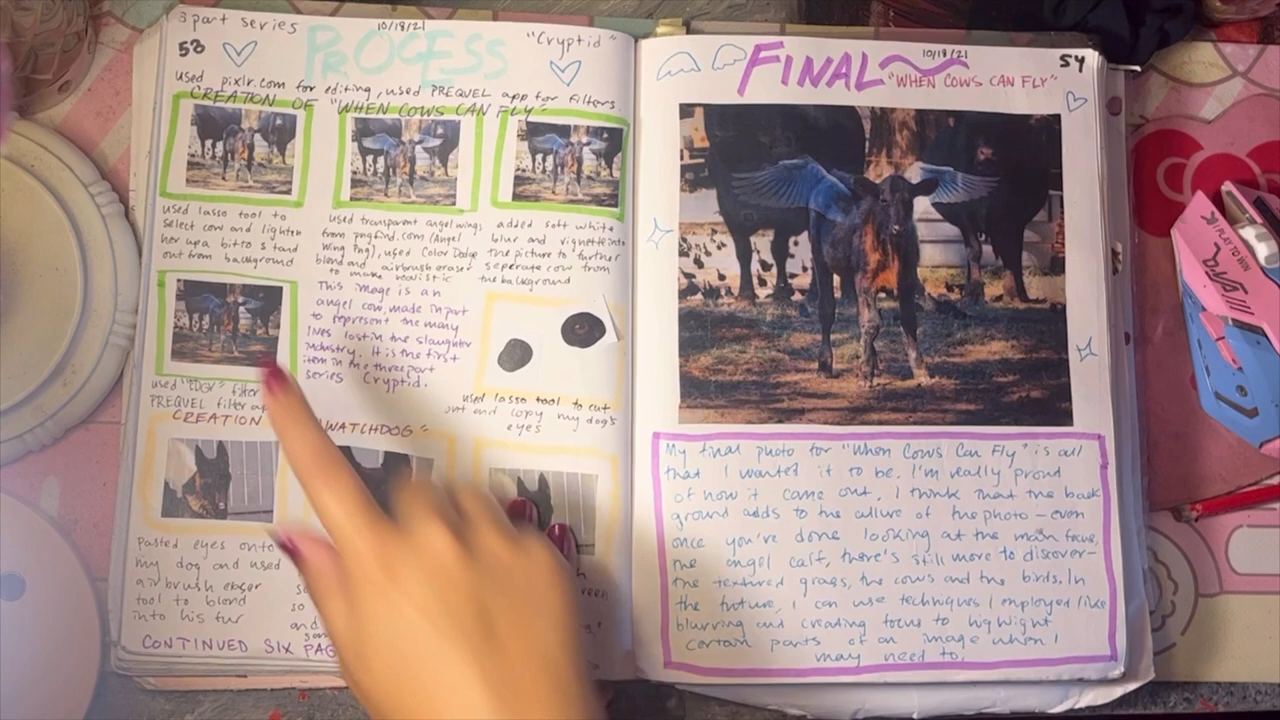 3 part series
10/18/21
"Cryptid"
53
PROCESS
used pixlr.com for editing, used PREQUEL app for filters.
CREATION OF "WHEN COWS CAN FLY"
used lasso tool to
select cow and lighten
her up a bit to stand
out from background
used transparent angel wings
from pngfind.com (Angel
Wing Png), used Color Dodge
blend and airbrush eraser
to make realistic
added soft white
blur and vignette into
the picture to further
seperate cow from
the background
This image is an
angel cow, made in part
to represent the many
lives lost in the slaughter
industry. It is the first
item in the three part
series Cryptid.
used "EDGY" filter
PREQUEL filter
used lasso tool to cut
out and copy my dog's
eyes
CREATION WATCHDOG"
Pasted eyes onto
my dog and used
airbrush eraser
tool to blend
into his fur
so
so
and
CONTINUED SIX
FINAL
10/18/21
54
"WHEN COWS CAN FLY"
My final photo for "When Cows Can Fly" is all
that I wanted it to be. I'm really proud
of how it came out. I think that the back
ground adds to the allure of the photo - even
once you're done looking at the main focus,
the angel calf, there's still more to discover-
the textured grass, the cows and the birds. In
the future, I can use techniques I employed like
blurring and creating focus to highlight
certain parts of an image when I
may need to.
I PLAY TO WIN